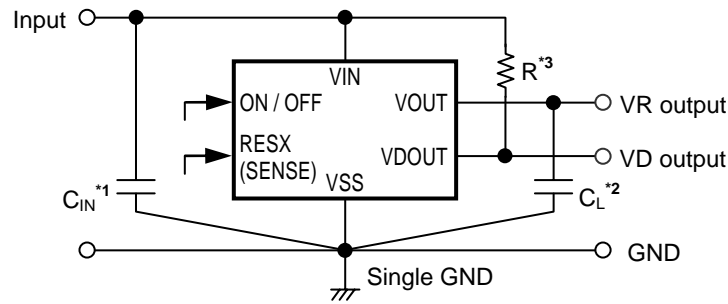 Input
VIN
R*3
ON / OFF
VOUT
VR output
RESX
(SENSE)
VDOUT
VD output
VSS
CIN*1
CL*2
Single GND
GND